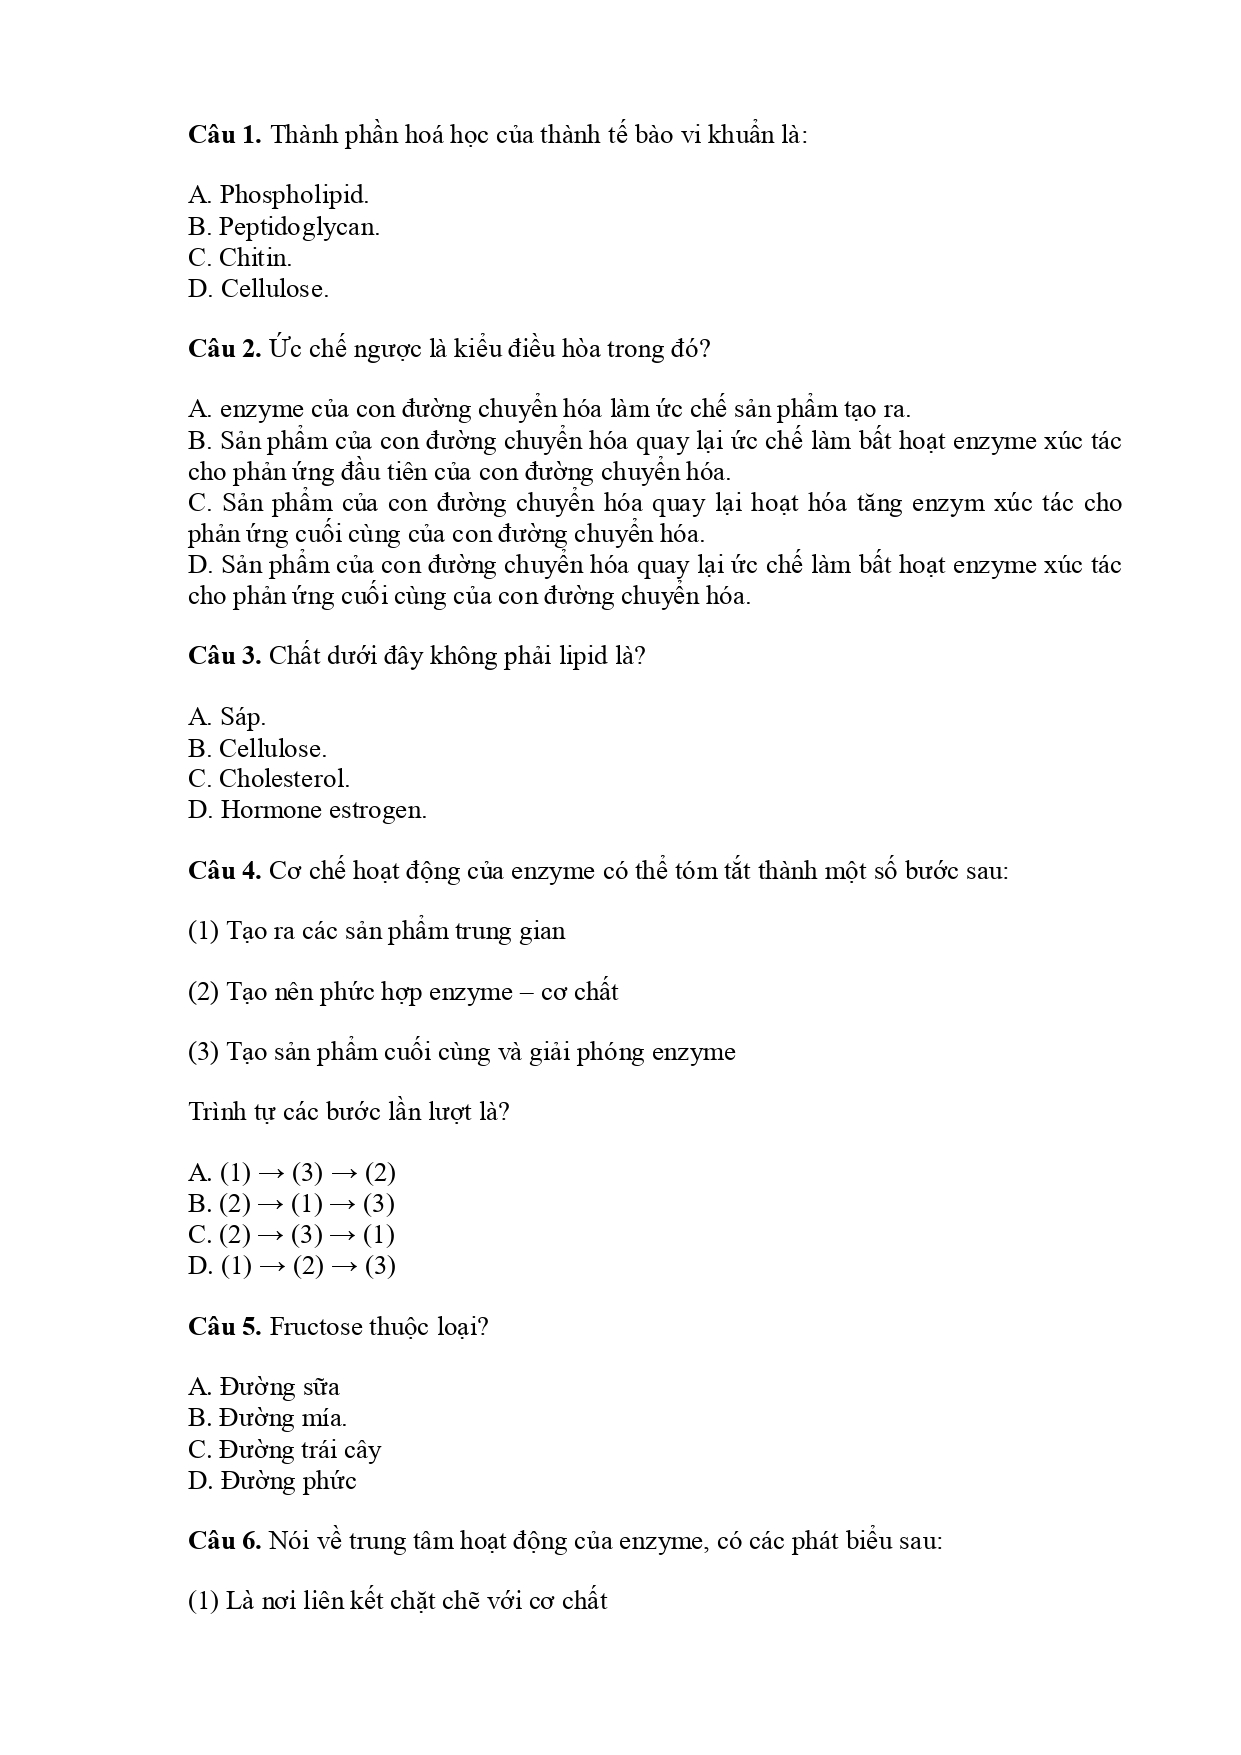 Câu 1. Thành phần hoá học của thành tế bào vi khuẩn là:
A. Phospholipid.
B. Peptidoglycan.
C. Chitin.
D. Cellulose.
Câu 2. Ức chế ngược là kiểu điều hòa trong đó?
A. enzyme của con đường chuyển hóa làm ức chế sản phẩm tạo ra.
B. Sản phẩm của con đường chuyển hóa quay lại ức chế làm bất hoạt enzyme xúc tác
cho phản ứng đầu tiên của con đường chuyển hóa.
C. Sản phẩm của con đường chuyển hóa quay lại hoạt hóa tăng enzym xúc tác cho
phản ứng cuối cùng của con đường chuyển hóa.
D. Sản phẩm của con đường chuyển hóa quay lại ức chế làm bất hoạt enzyme xúc tác
cho phản ứng cuối cùng của con đường chuyển hóa.
Câu 3. Chất dưới đây không phải lipid là?
A. Sáp.
B. Cellulose.
C. Cholesterol.
D. Hormone estrogen.
Câu 4. Cơ chế hoạt động của enzyme có thể tóm tắt thành một số bước sau:
(1) Tạo ra các sản phẩm trung gian
(2) Tạo nên phức hợp enzyme – cơ chất
(3) Tạo sản phẩm cuối cùng và giải phóng enzyme
Trình tự các bước lần lượt là?
A. (1) → (3) → (2)
B. (2) → (1) → (3)
C. (2) → (3) → (1)
D. (1) → (2) → (3)
Câu 5. Fructose thuộc loại?
A. Đường sữa
B. Đường mía.
C. Đường trái cây
D. Đường phức
Câu 6. Nói về trung tâm hoạt động của enzyme, có các phát biểu sau:
(1) Là nơi liên kết chặt chẽ với cơ chất